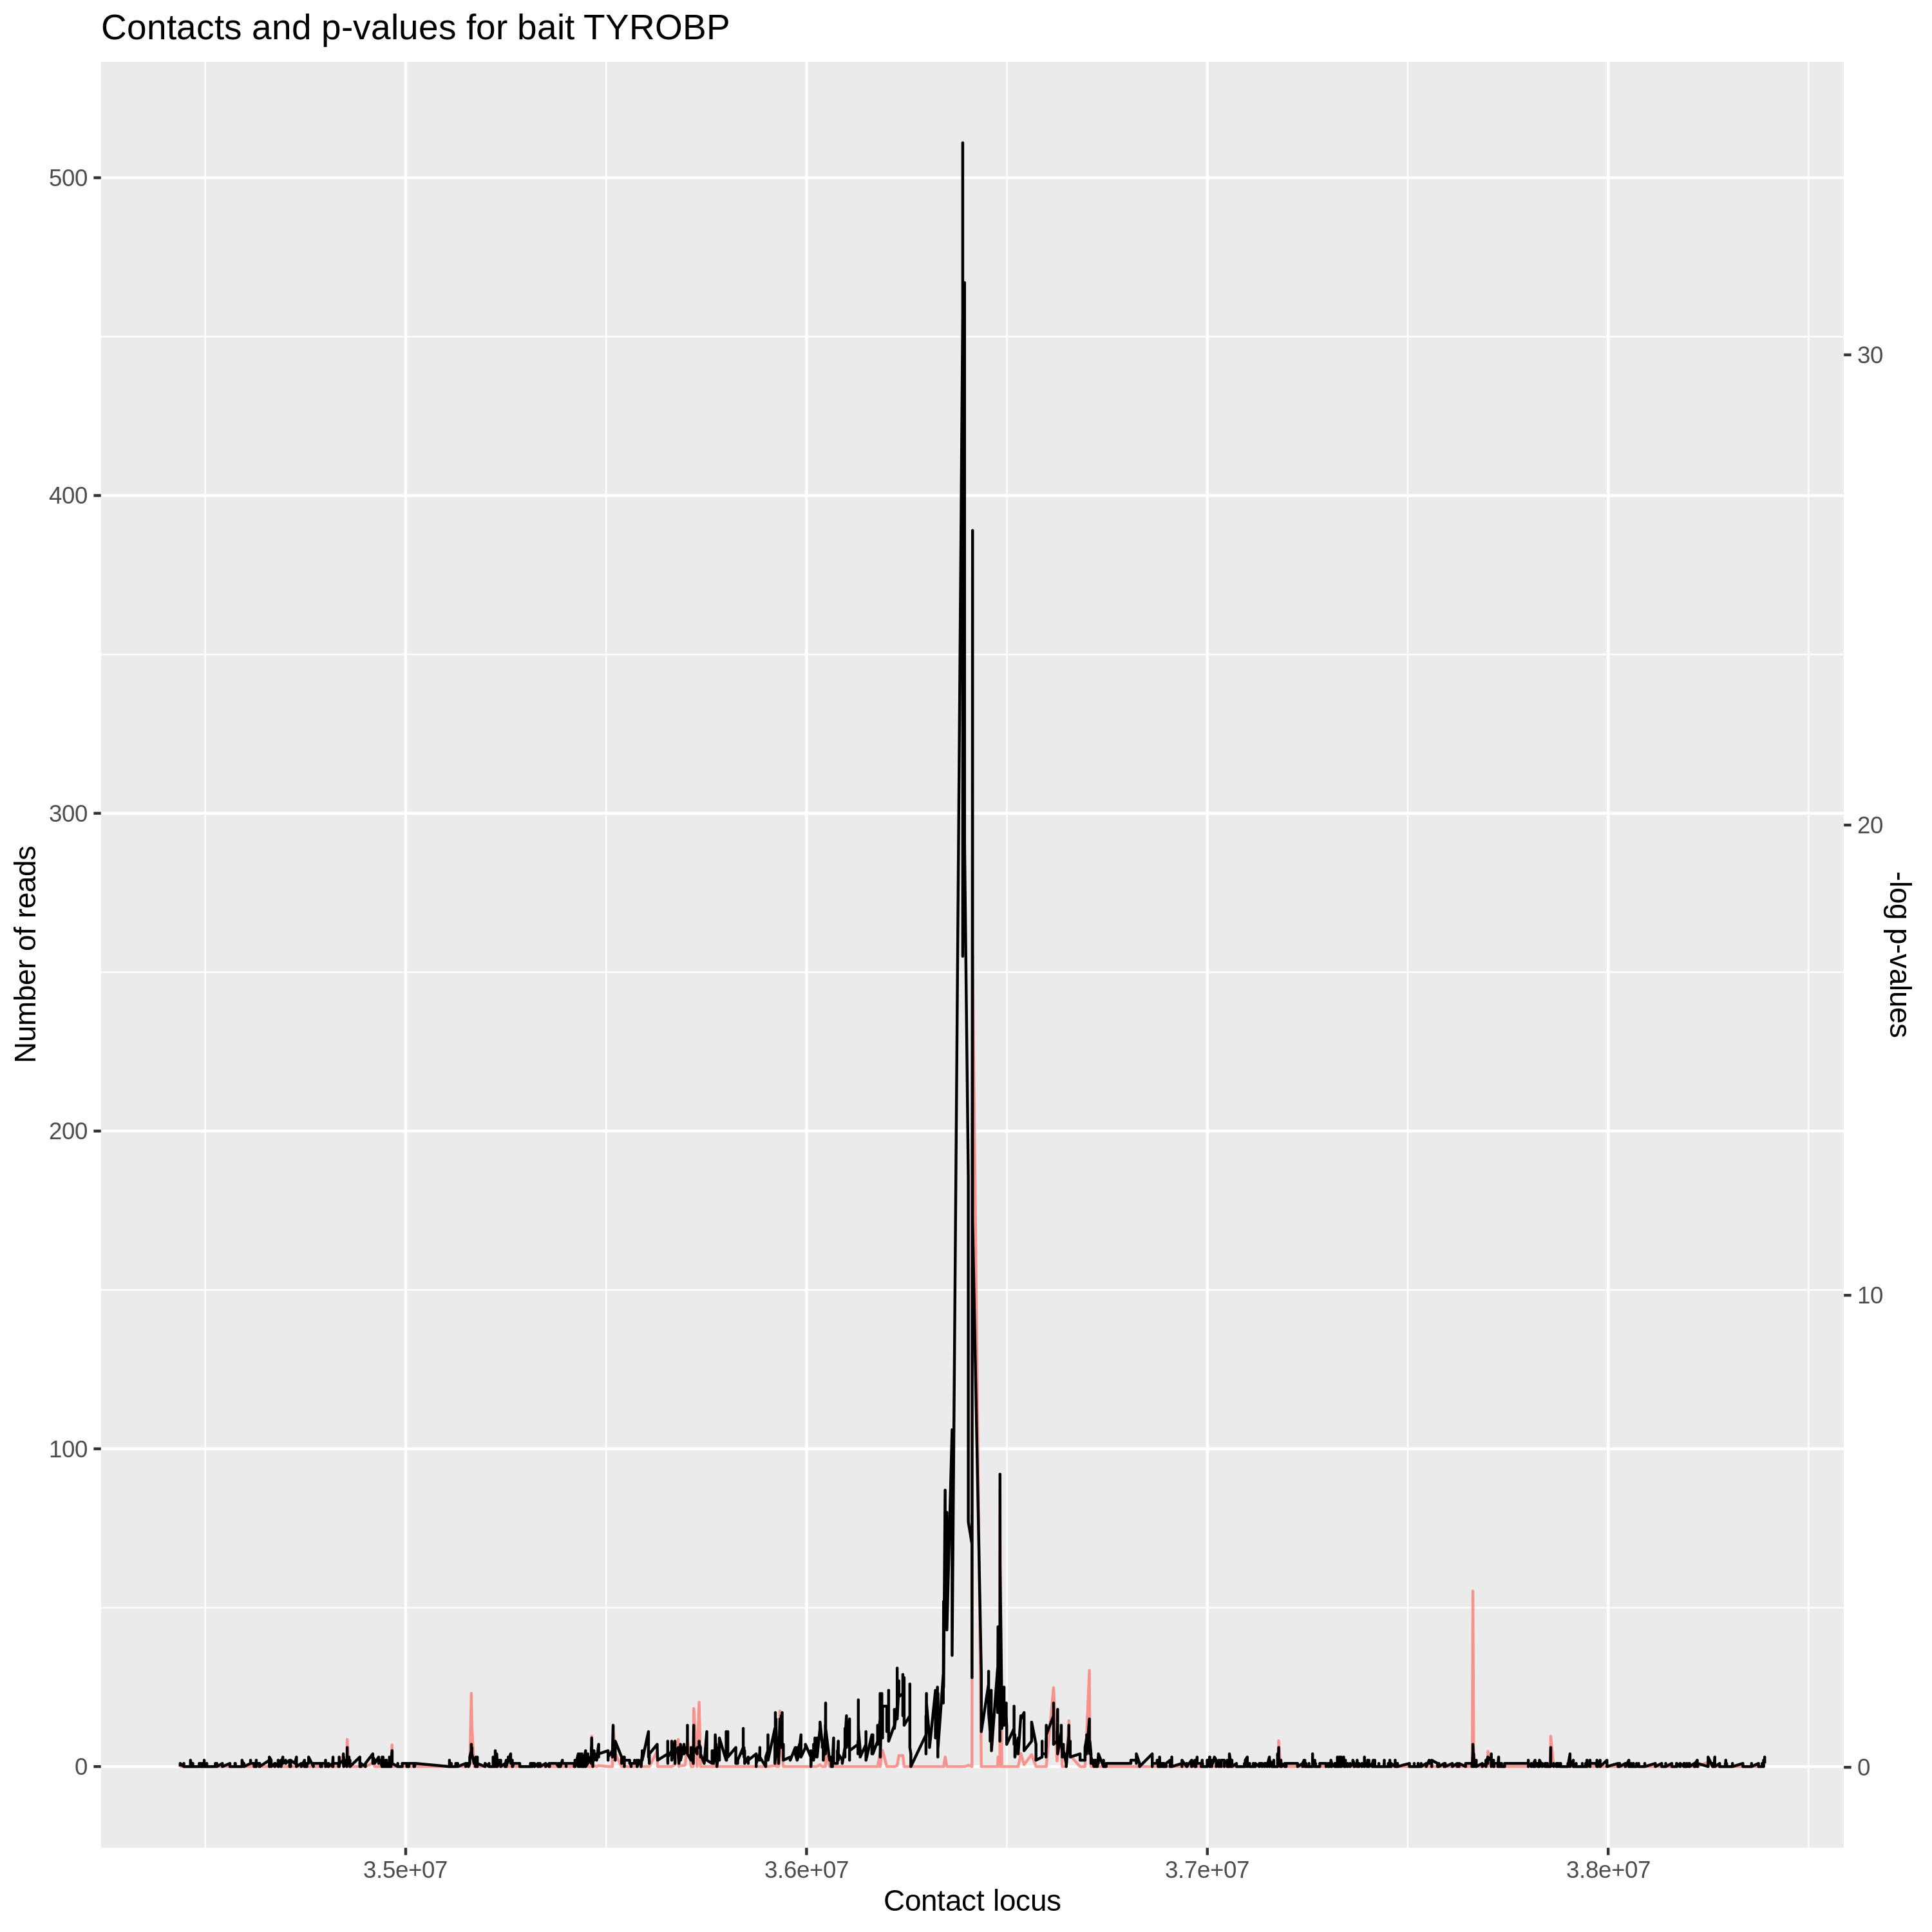 Contacts and p-values for bait TYROBP
500
400
300
200
100
0
Number of reads
30
20
10
0
-log p-values
3.5e+07
3.6e+07
3.7e+07
3.8e+07
Contact locus